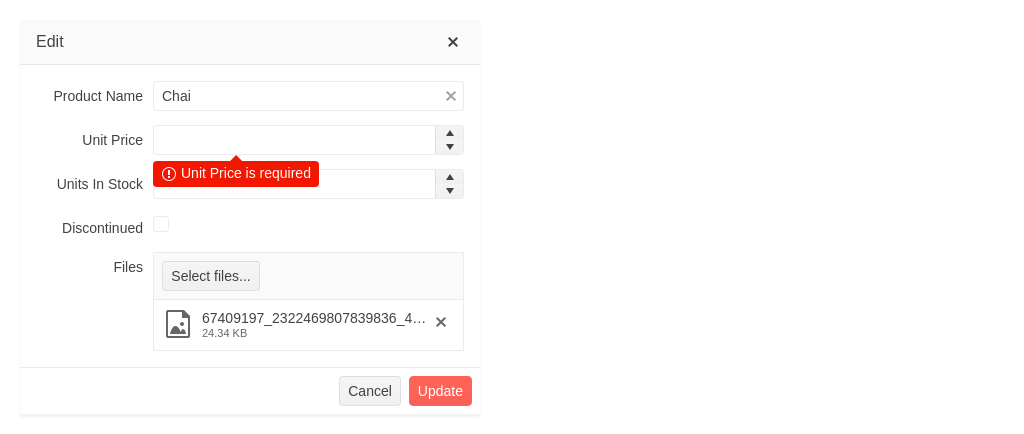 Edit
Product Name Chai
Unit Price
Unit Price is required
Units In Stock
Discontinued
Files Select files...
67409197_2322469807839836_4...
24.34 KB
Cancel Update